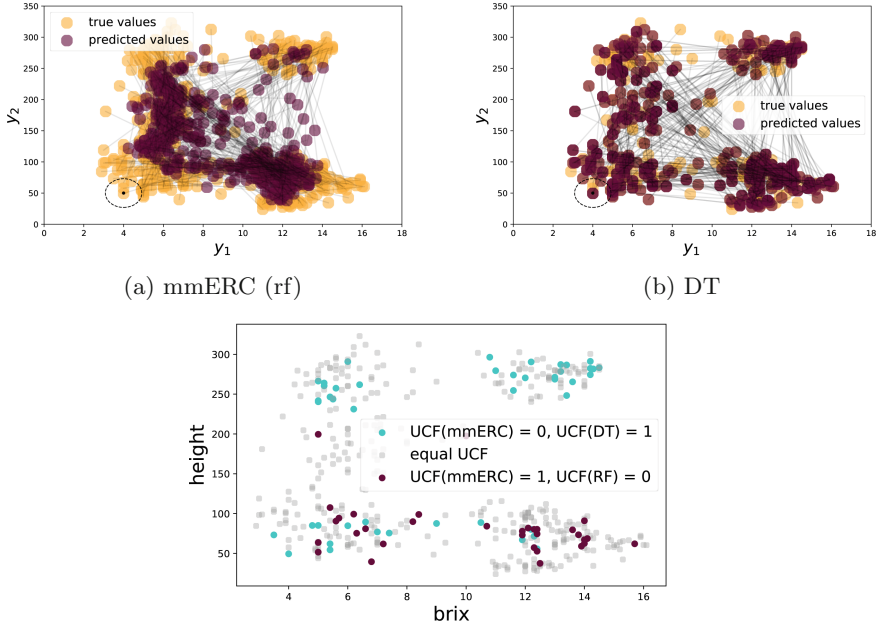 350
300
250
200
150
100
50
0
y2
true values
predicted values
0 2 4 6 8 10 12 14 16 18
y1
(a) mmERC (rf)
350
300
250
200
150
100
50
0
y2
true values
predicted values
0 2 4 6 8 10 12 14 16 18
y1
(b) DT
300
250
200
150
100
50
height
UCF(mmERC) = 0, UCF(DT) = 1
equal UCF
UCF(mmERC) = 1, UCF(RF) = 0
4 6 8 10 12 14 16
brix